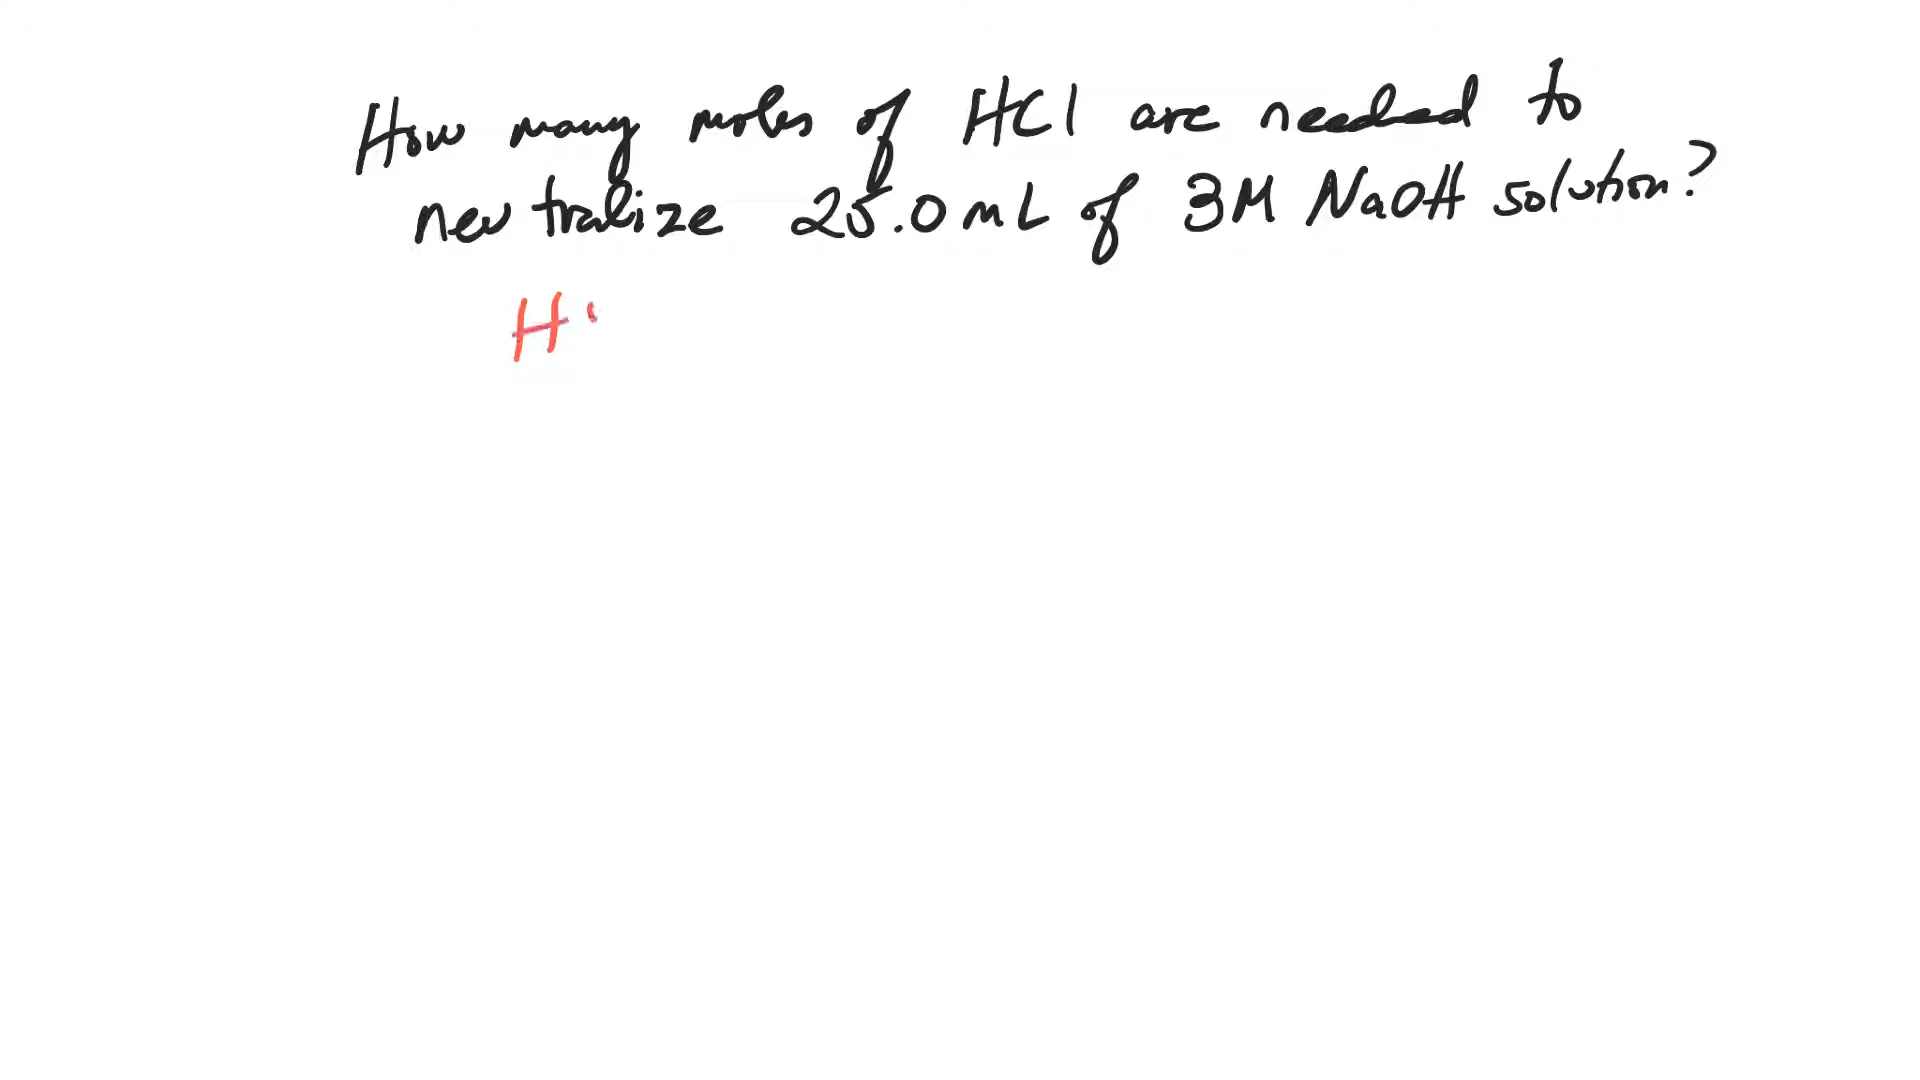 How many moles of HCl are needed to
neutralize 25.0 mL of 3M NaOH solution?
H